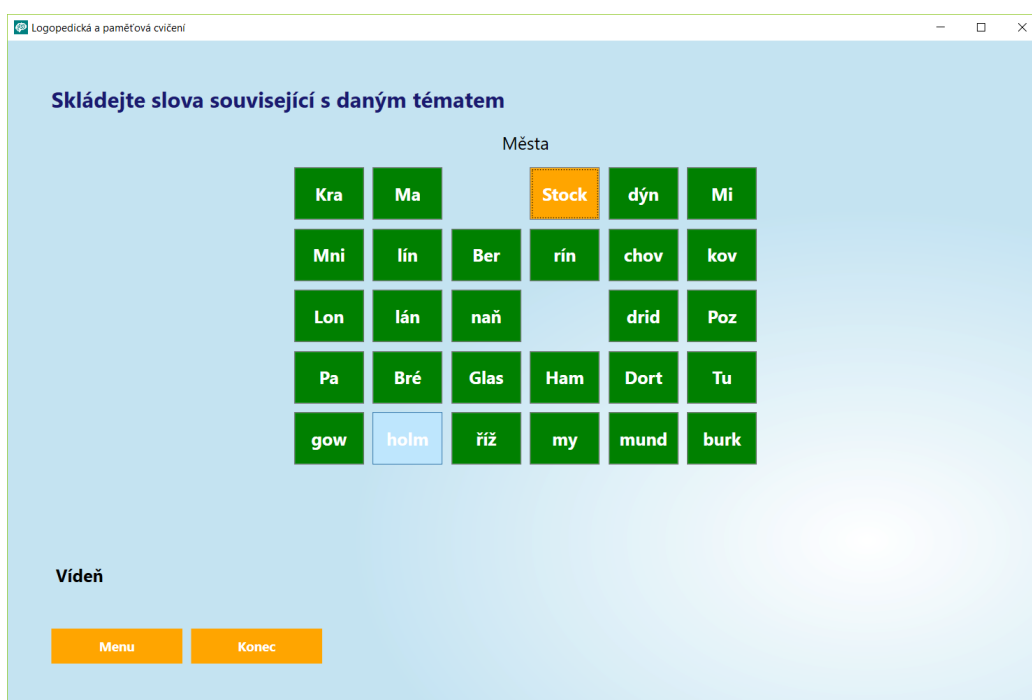 Logopedická a paměťová cvičení
Skládejte slova související s daným tématem
Města
Kra Ma Stock dýn Mi
Mni lín Ber rín chov kov
Lon lán naň drid Poz
Pa Bré Glas Ham Dort Tu
gow holm říž my mund burk
Vídeň
Menu Konec